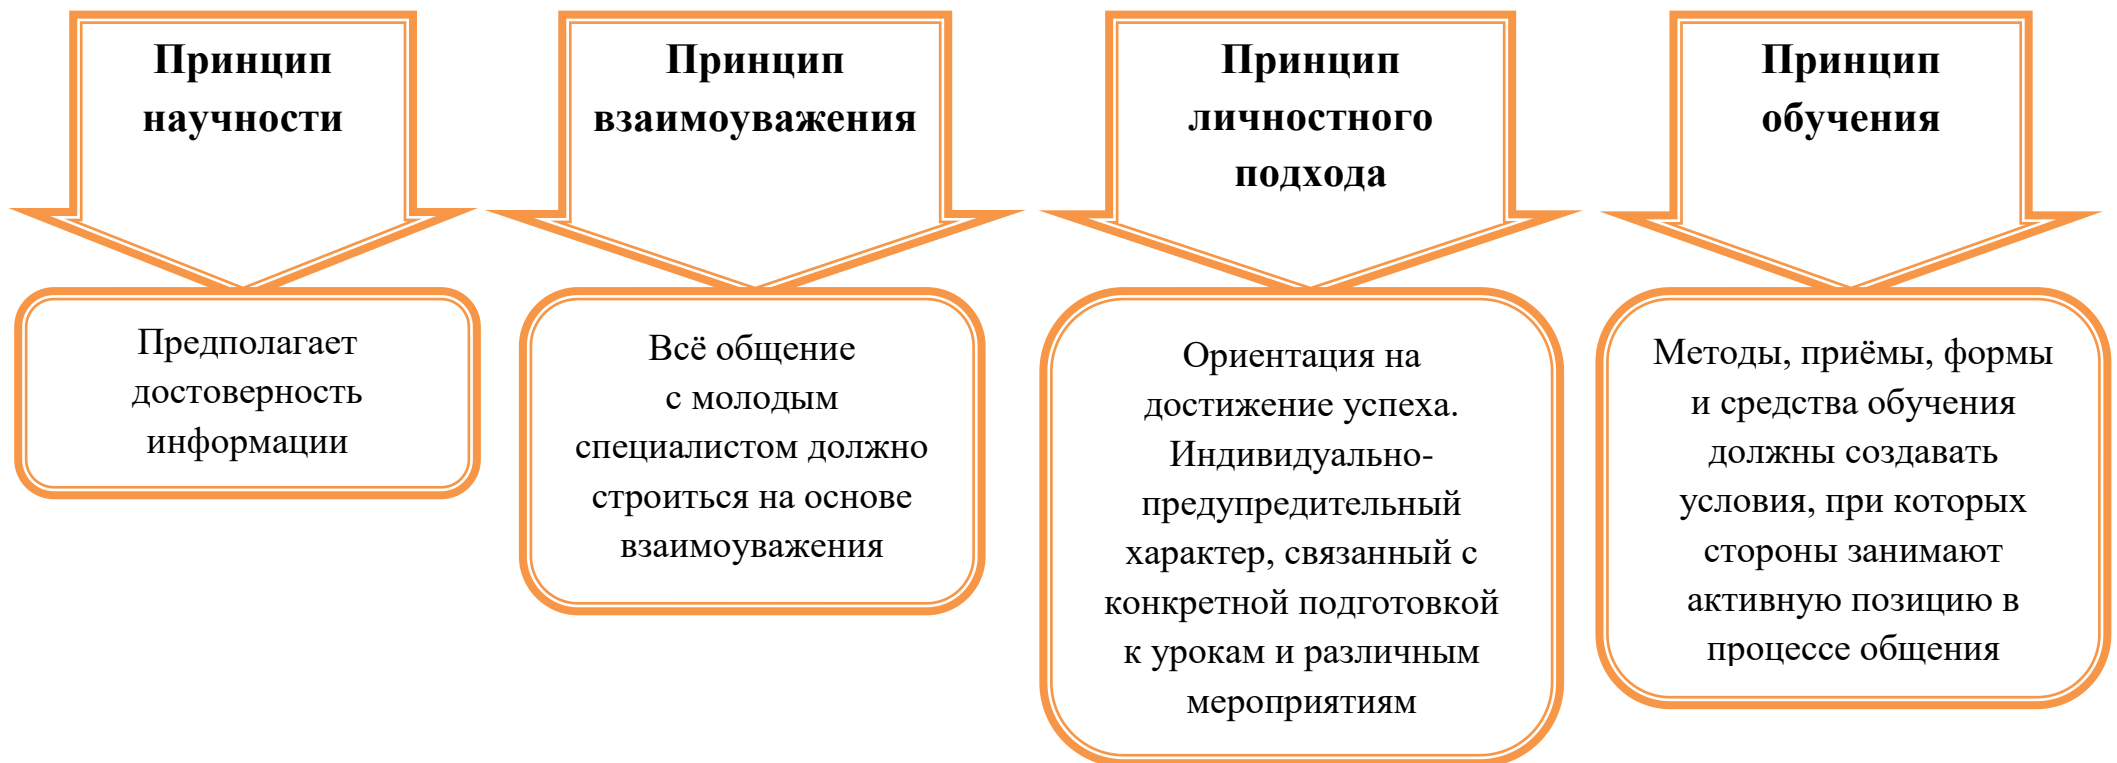 Принцип
научности
Предполагает
достоверность
информации
Принцип
взаимоуважения
Всё общение
с молодым
специалистом должно
строиться на основе
взаимоуважения
Принцип
личностного
подхода
Ориентация на
достижение успеха.
Индивидуально-
предупредительный
характер, связанный с
конкретной подготовкой
к урокам и различным
мероприятиям
Принцип
обучения
Методы, приёмы, формы
и средства обучения
должны создавать
условия, при которых
стороны занимают
активную позицию в
процессе общения